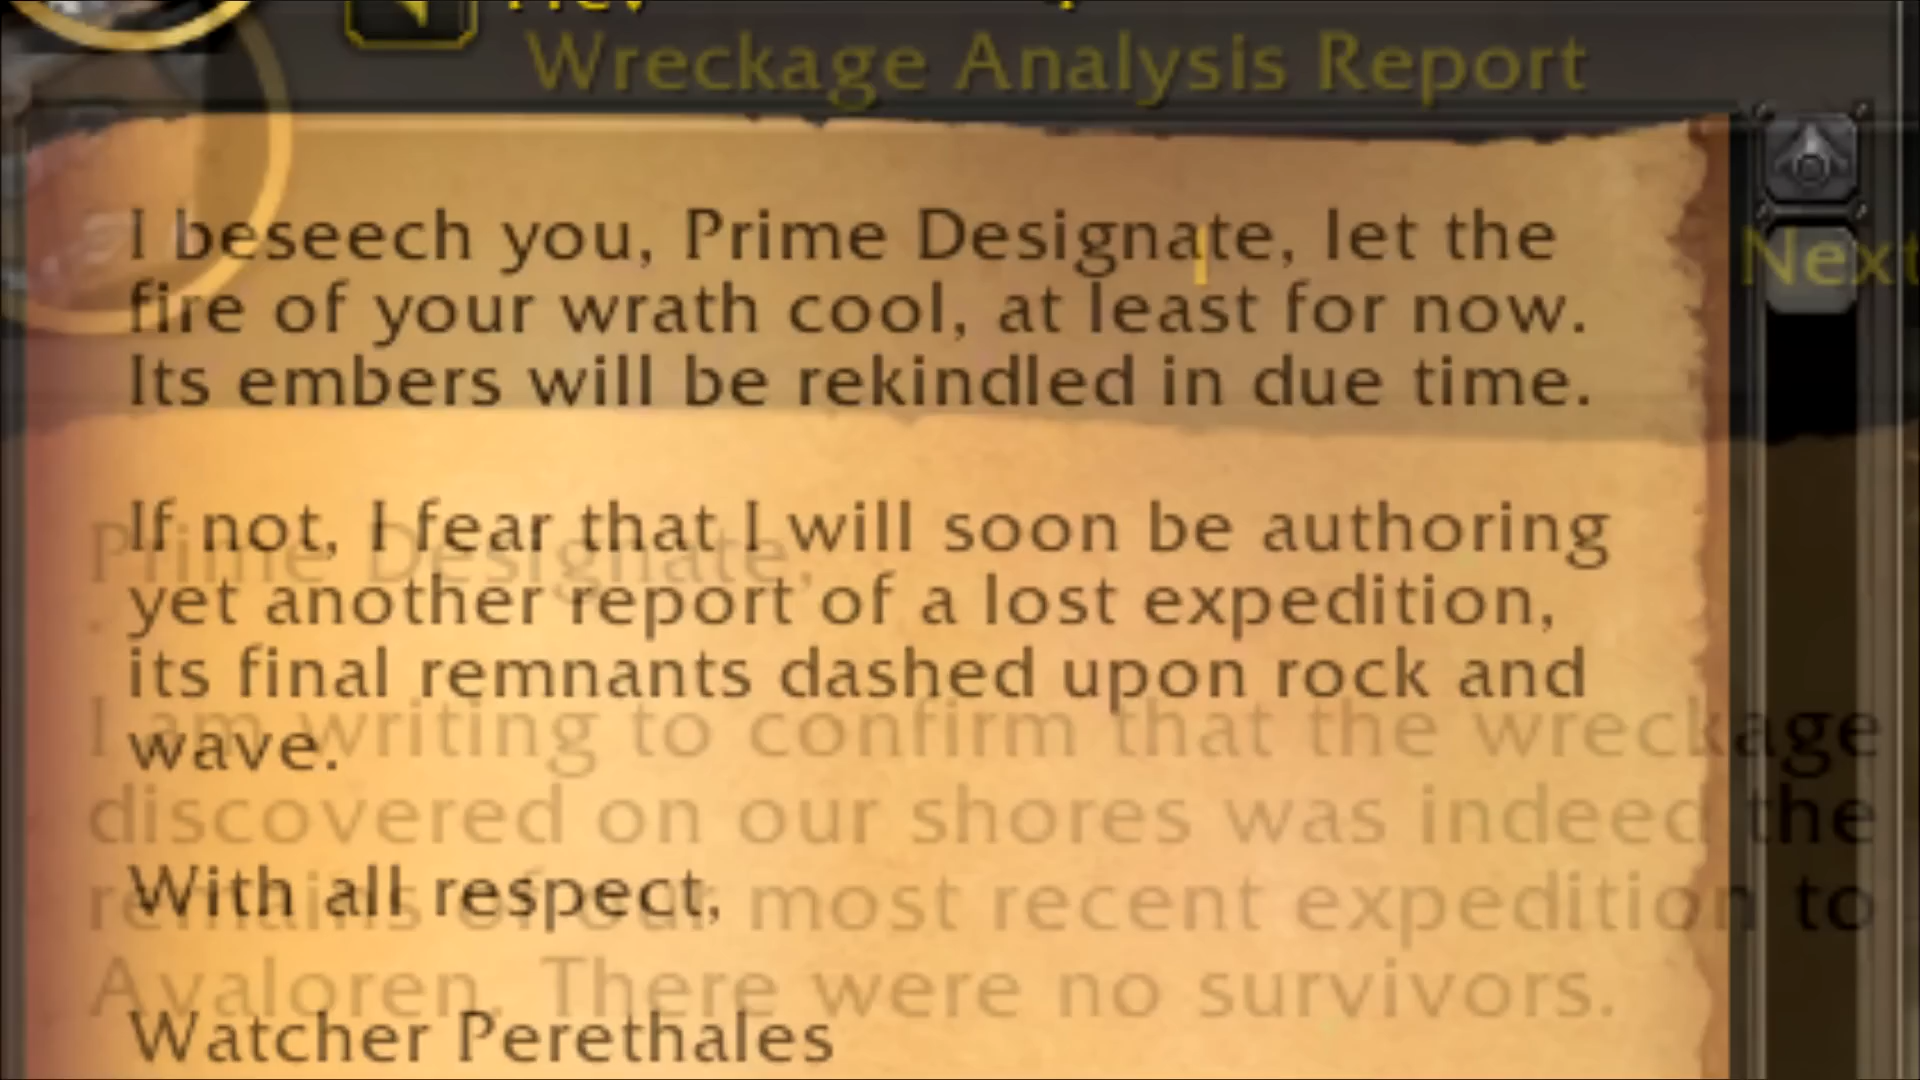 Prev
Wreckage Analysis Report
Next
I beseech you, Prime Designate, let the
fire of your wrath cool, at least for now.
Its embers will be rekindled in due time.
If not, I fear that I will soon be authoring
yet another report of a lost expedition,
its final remnants dashed upon rock and
wave.
With all respect,
Watcher Perethales
Prime Designate,
I am writing to confirm that the wreckage
discovered on our shores was indeed the
remains of our most recent expedition to
Avaloren. There were no survivors.